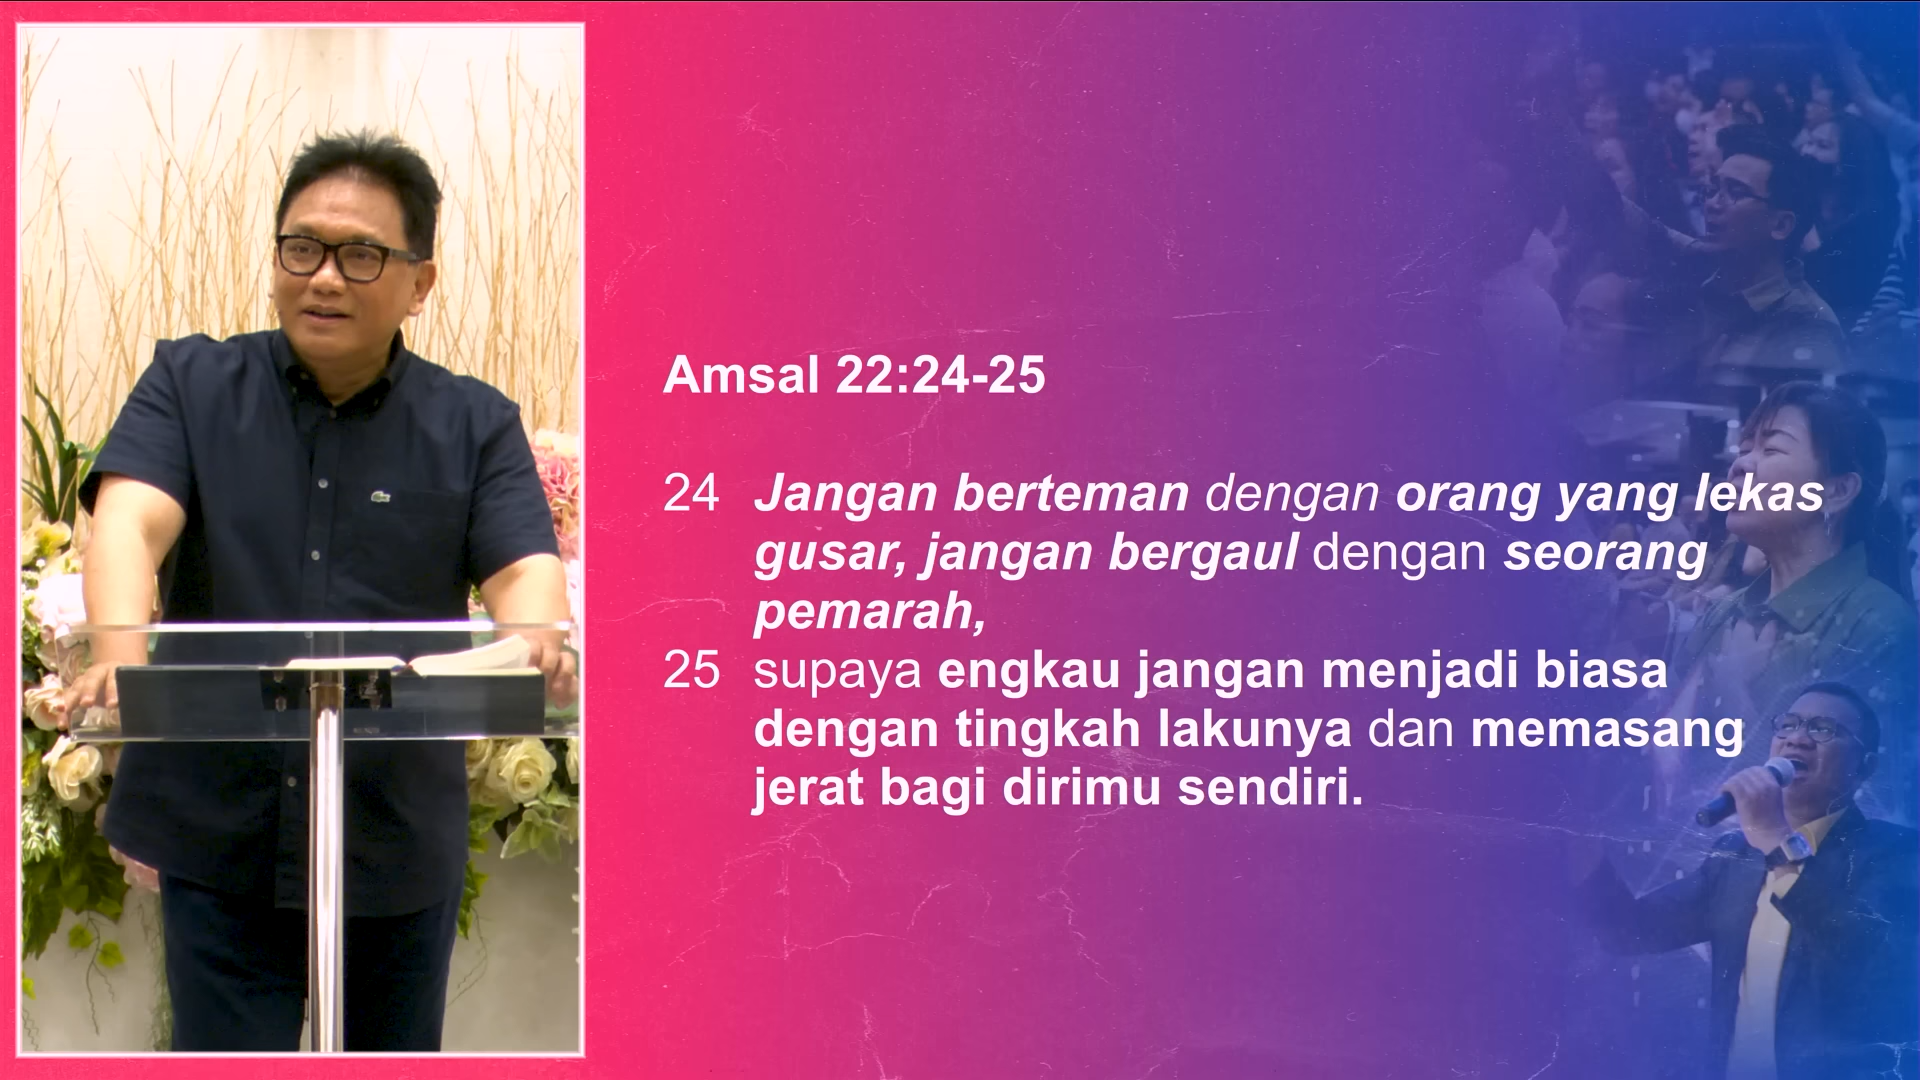 Amsal 22:24-25
24 Jangan berteman dengan orang yang lekas
gusar, jangan bergaul dengan seorang
pemarah,
25 supaya engkau jangan menjadi biasa
dengan tingkah lakunya dan memasang
jerat bagi dirimu sendiri.